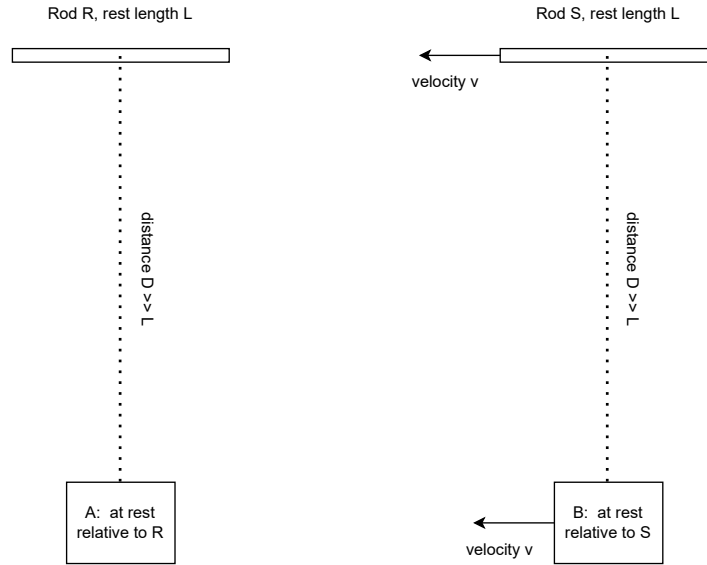 Rod R, rest length L
Rod S, rest length L
velocity v
distance D >> L
distance D >> L
A:  at rest
relative to R
B:  at rest
relative to S
velocity v